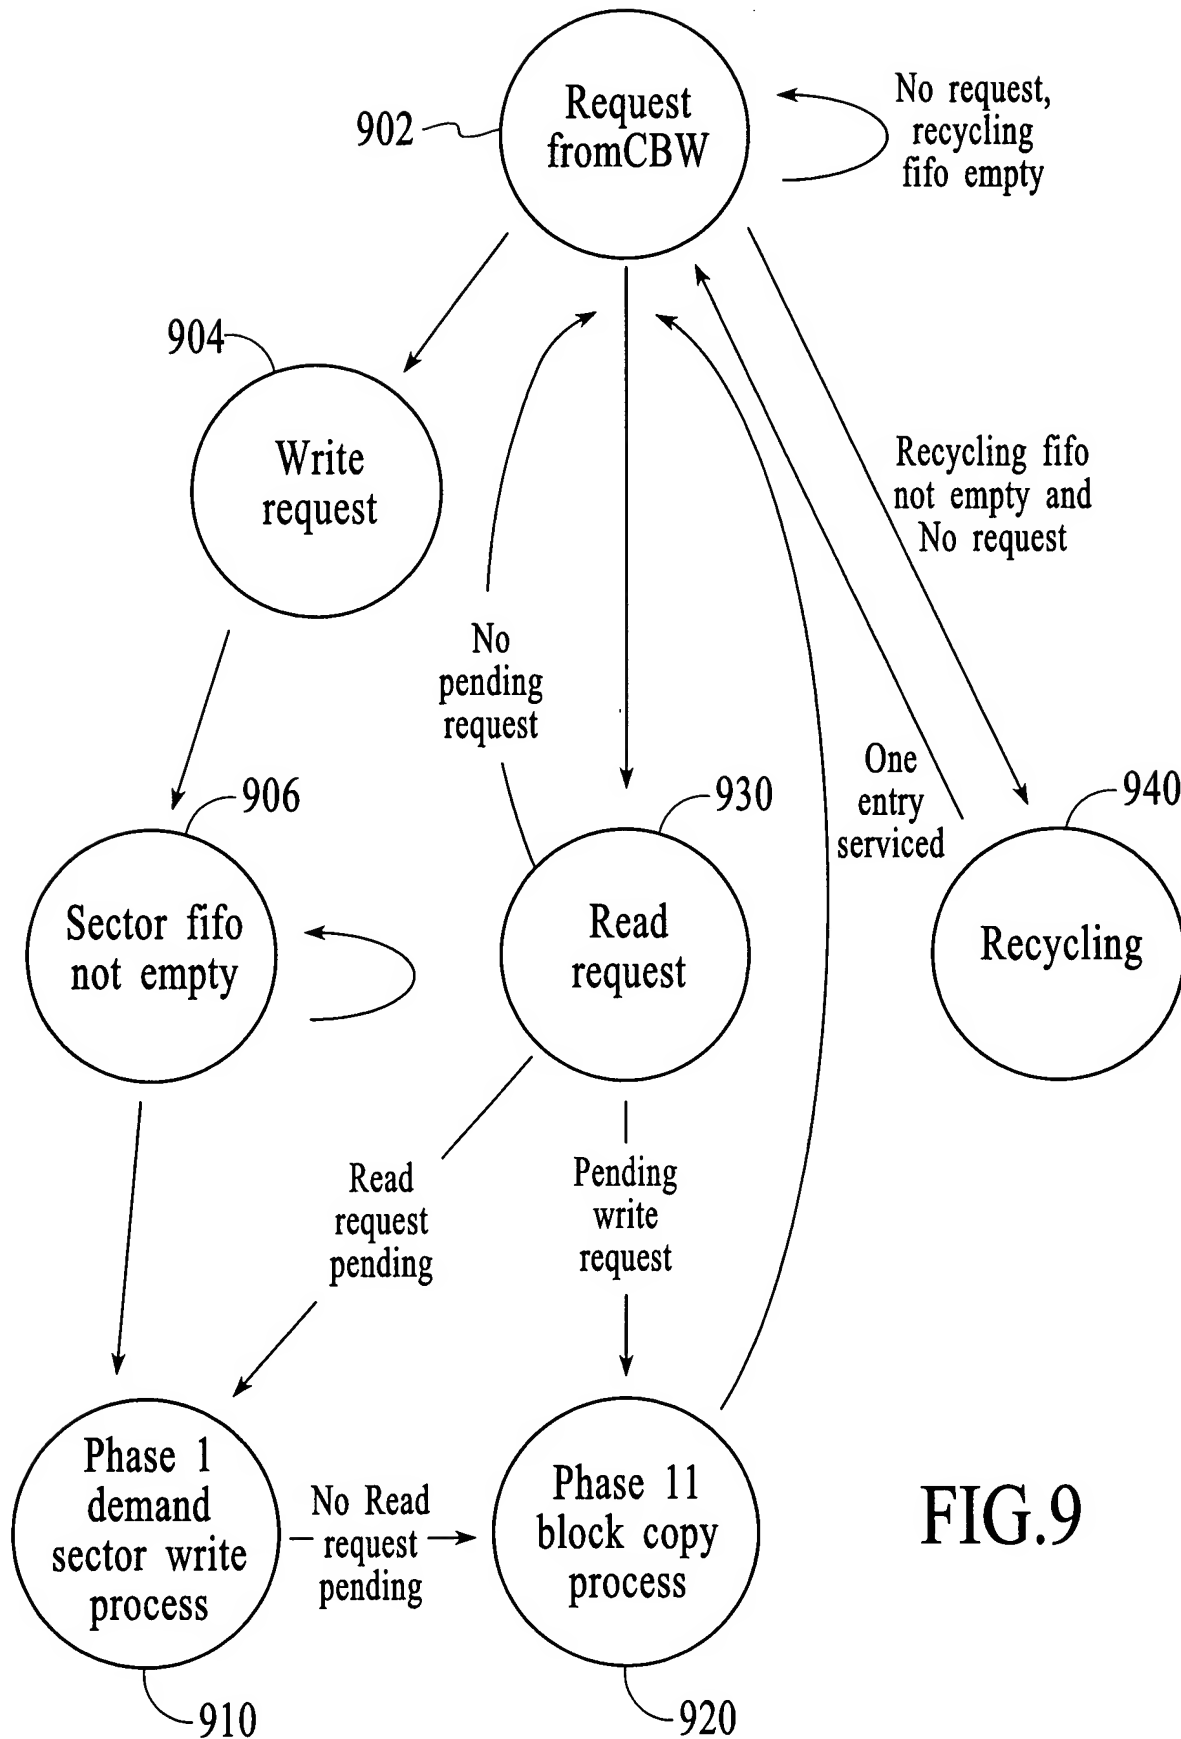 Request
fromCBW
902
No request,
recycling
fifo empty
904
Write
request
Recycling fifo
not empty and
No request
No
pending
request
One
entry
serviced
906
930
940
Sector fifo
not empty
Read
request
Recycling
Read
request
pending
Pending
write
request
Phase 1
demand
sector write
process
No Read
request
pending
Phase 11
block copy
process
FIG.9
910
920